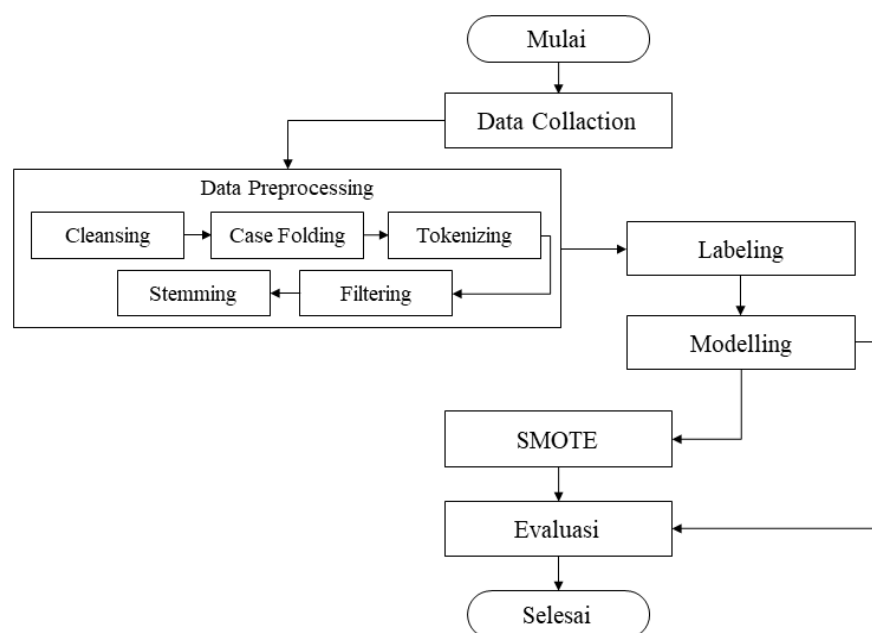 Mulai
Data Collaction
Data Preprocessing
Cleansing
Case Folding
Tokenizing
Filtering
Stemming
Labeling
Modelling
SMOTE
Evaluasi
Selesai